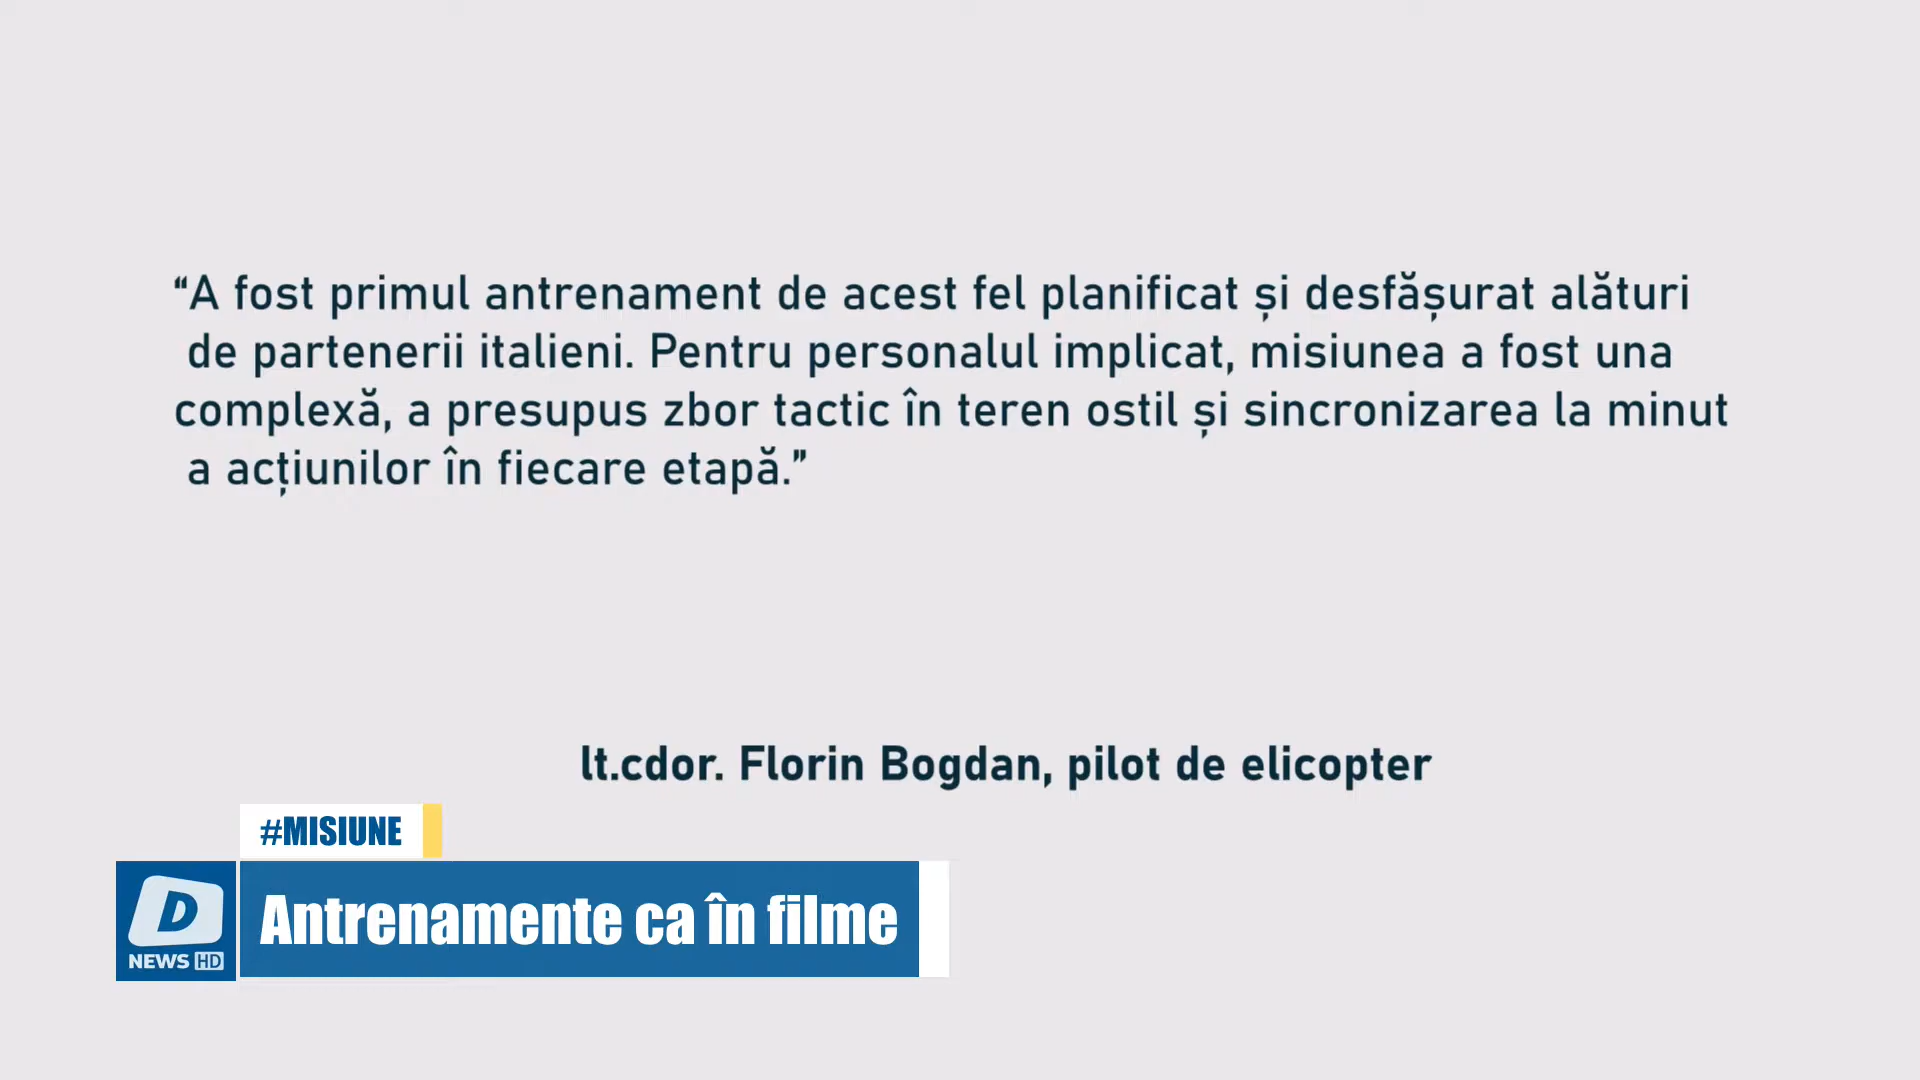 “A fost primul antrenament de acest fel planificat și desfășurat alături
de partenerii italieni. Pentru personalul implicat, misiunea a fost una
complexă, a presupus zbor tactic în teren ostil și sincronizarea la minut
a acțiunilor în fiecare etapă.”
lt.cdor. Florin Bogdan, pilot de elicopter
#MISIUNE
Antrenamente ca în filme
D
NEWS HD